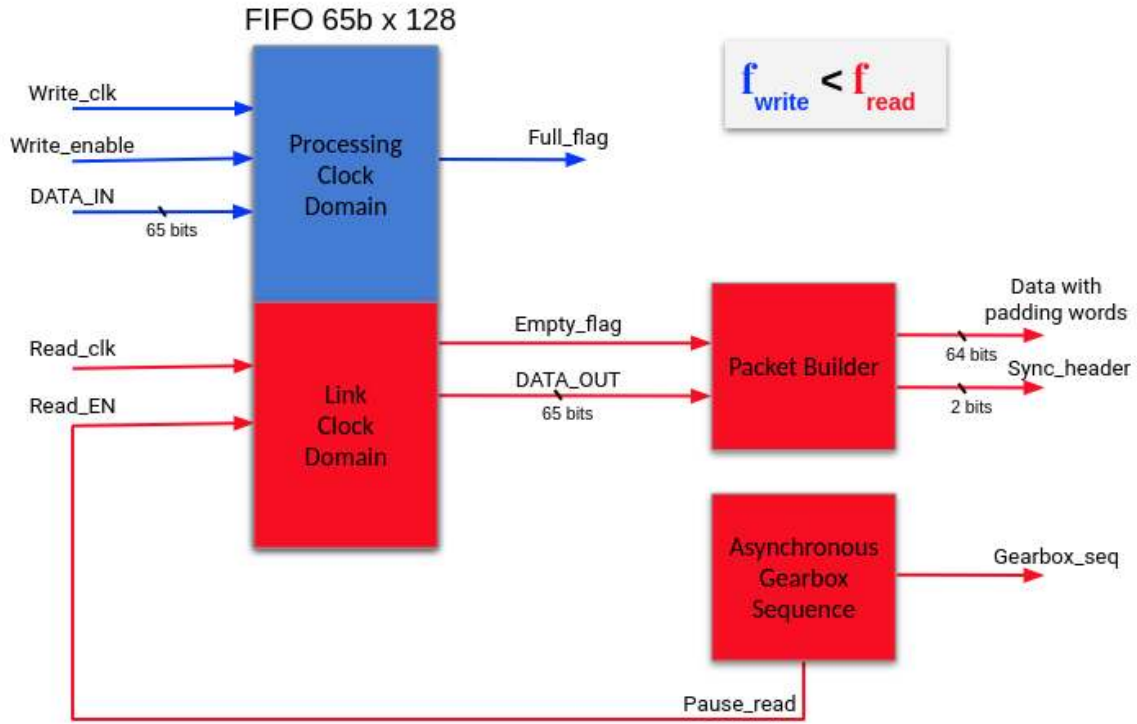 FIFO 65b x 128
f write < f read
Write_clk
Write_enable
DATA_IN
65 bits
Processing
Clock
Domain
Full_flag
Read_clk
Read_EN
Link
Clock
Domain
Empty_flag
DATA_OUT
65 bits
Packet Builder
Data with
padding words
64 bits
Sync_header
2 bits
Asynchronous
Gearbox
Sequence
Gearbox_seq
Pause_read